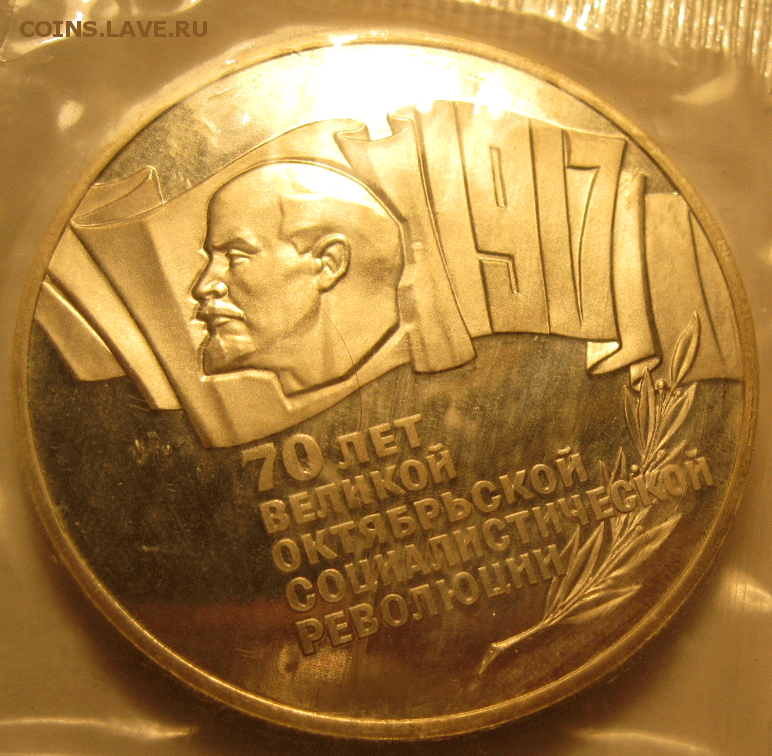 COINS.LAVE.RU
1917
70 ЛЕТ
ВЕЛИКОЙ
ОКТЯБРЬСКОЙ
СОЦИАЛИСТИЧЕСКОЙ
РЕВОЛЮЦИИ